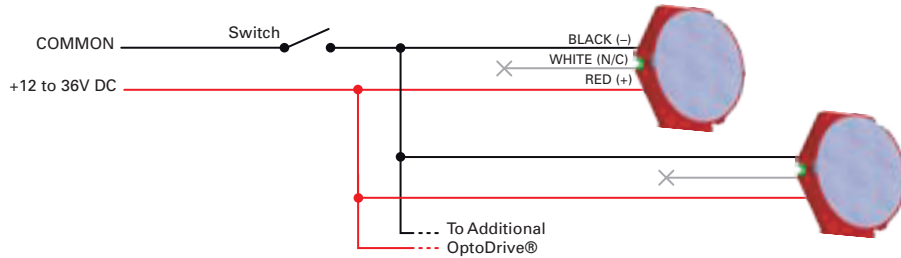 Switch
COMMON
BLACK (–)
WHITE (N/C)
RED (+)
+12 to 36V DC
To Additional
OptoDrive®